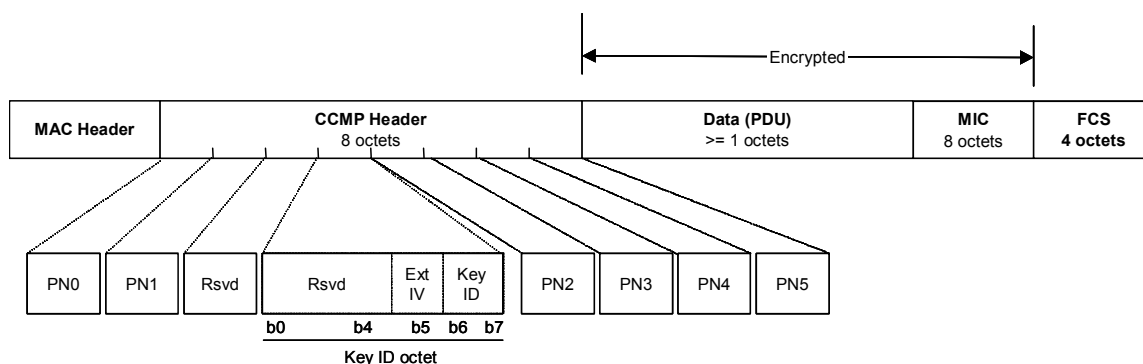 Encrypted
MAC Header CCMP Header Data (PDU) MIC FCS
8 octets >= 1 octets 8 octets 4 octets
PN0 PN1 Rsvd Rsvd Ext IV Key ID PN2 PN3 PN4 PN5
b0 b4 b5 b6 b7
Key ID octet